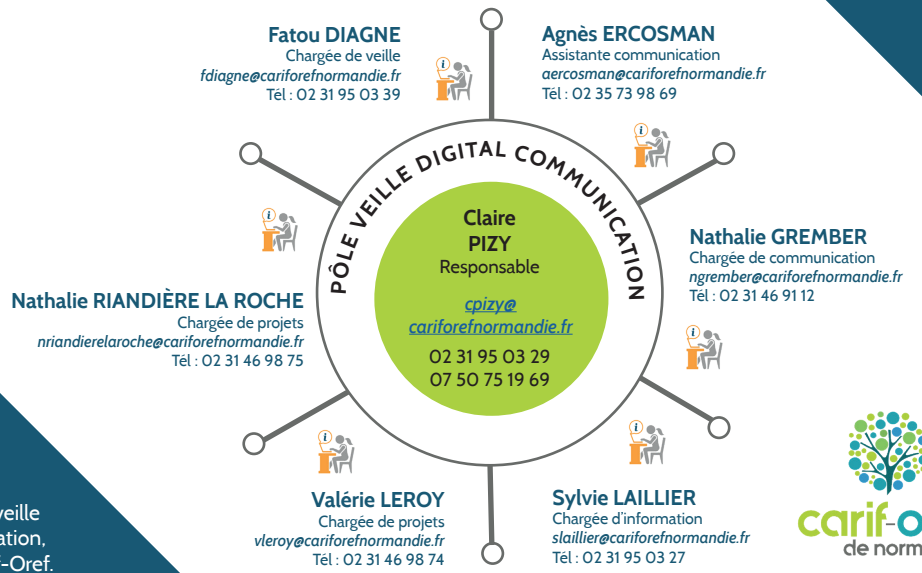 Fatou DIAGNE
Chargée de veille
fdiagne@cariforefnormandie.fr
Tél : 02 31 95 03 39
Agnès ERCOSMAN
Assistante communication
aercosman@cariforefnormandie.fr
Tél : 02 35 73 98 69
PÔLE VEILLE DIGITAL COMMUNICATION
Claire
PIZY
Responsable
cpizy@
cariforefnormandie.fr
02 31 95 03 29
07 50 75 19 69
Nathalie GREMBER
Chargée de communication
ngrember@cariforefnormandie.fr
Tél : 02 31 46 91 12
Nathalie RIANDIÈRE LA ROCHE
Chargée de projets
nriandierelaroche@cariforefnormandie.fr
Tél : 02 31 46 98 75
Valérie LEROY
Chargée de projets
vleroy@cariforefnormandie.fr
Tél : 02 31 46 98 74
Sylvie LAILLIER
Chargée d'information
slaillier@cariforefnormandie.fr
Tél : 02 31 95 03 27
carif-o
de norm
eille
ation,
f-Oref.